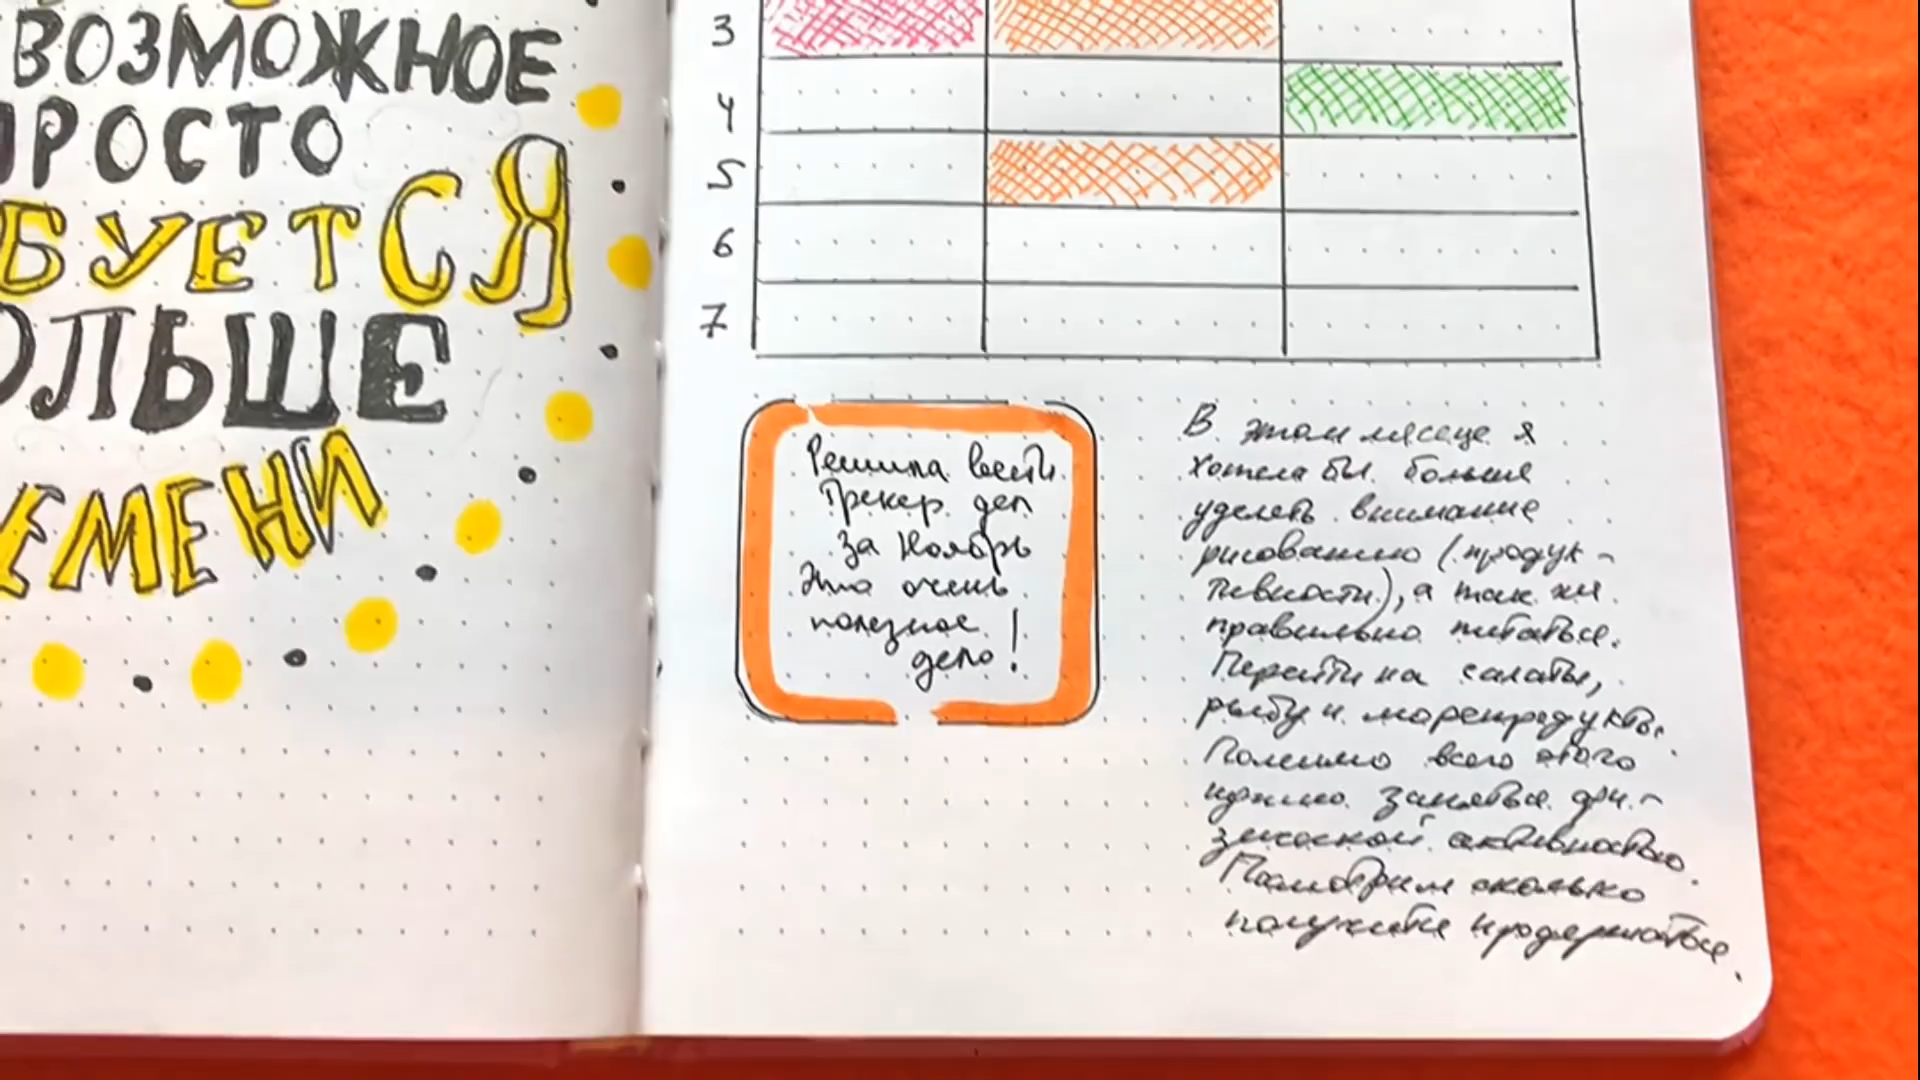 ВОЗМОЖНОЕ
ПРОСТО
БУЕТСЯ
ОЛЬШЕ
ЕМЕНИ
3
4
5
6
7
Решила вести
Трекер дел
за Ноябрь
Это очень
полезное
дело!
В этом месяце я
хотела бы больше
уделять внимание
рисованию (продук-
тивности), а так же
правильно питаться.
Перейти на салаты,
рыбу и морепродукты.
Помимо всего этого
нужно заняться фи-
зической активностью.
Посмотрим сколько
получится продержаться.